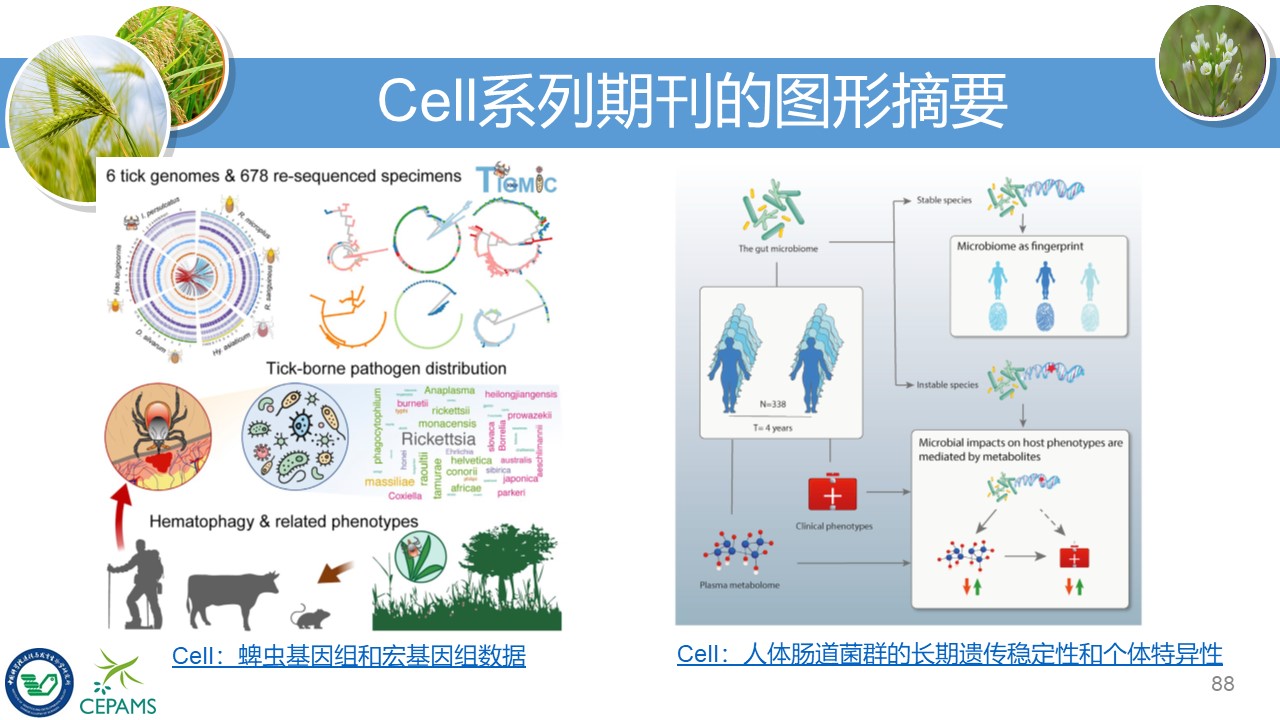 Cell系列期刊的图形摘要
6 tick genomes & 678 re-sequenced specimens
TIGMIC
I. persulcatus
R. microplus
Hae. longicornis
R. sanguineus
D. silvarum
Hy. asiaticum
Tick-borne pathogen distribution
Anaplasma
heilongjiangensis
burnetii
typhi
rickettsii
prowazekii
phagocytophilum
monacensis
slovaca
Borrelia
aeschlimannii
Rickettsia
honei
Ehrlichia
raoultii
tamurae
helvetica
australis
conorii
sibirica
massiliae
japonica
africae
Coxiella
parkeri
Hematophagy & related phenotypes
Cell：蜱虫基因组和宏基因组数据
The gut microbiome
Stable species
Microbiome as fingerprint
N=338
T= 4 years
Instable species
Microbial impacts on host phenotypes are
mediated by metabolites
Clinical phenotypes
Plasma metabolome
Cell：人体肠道菌群的长期遗传稳定性和个体特异性
CEPAMS
88